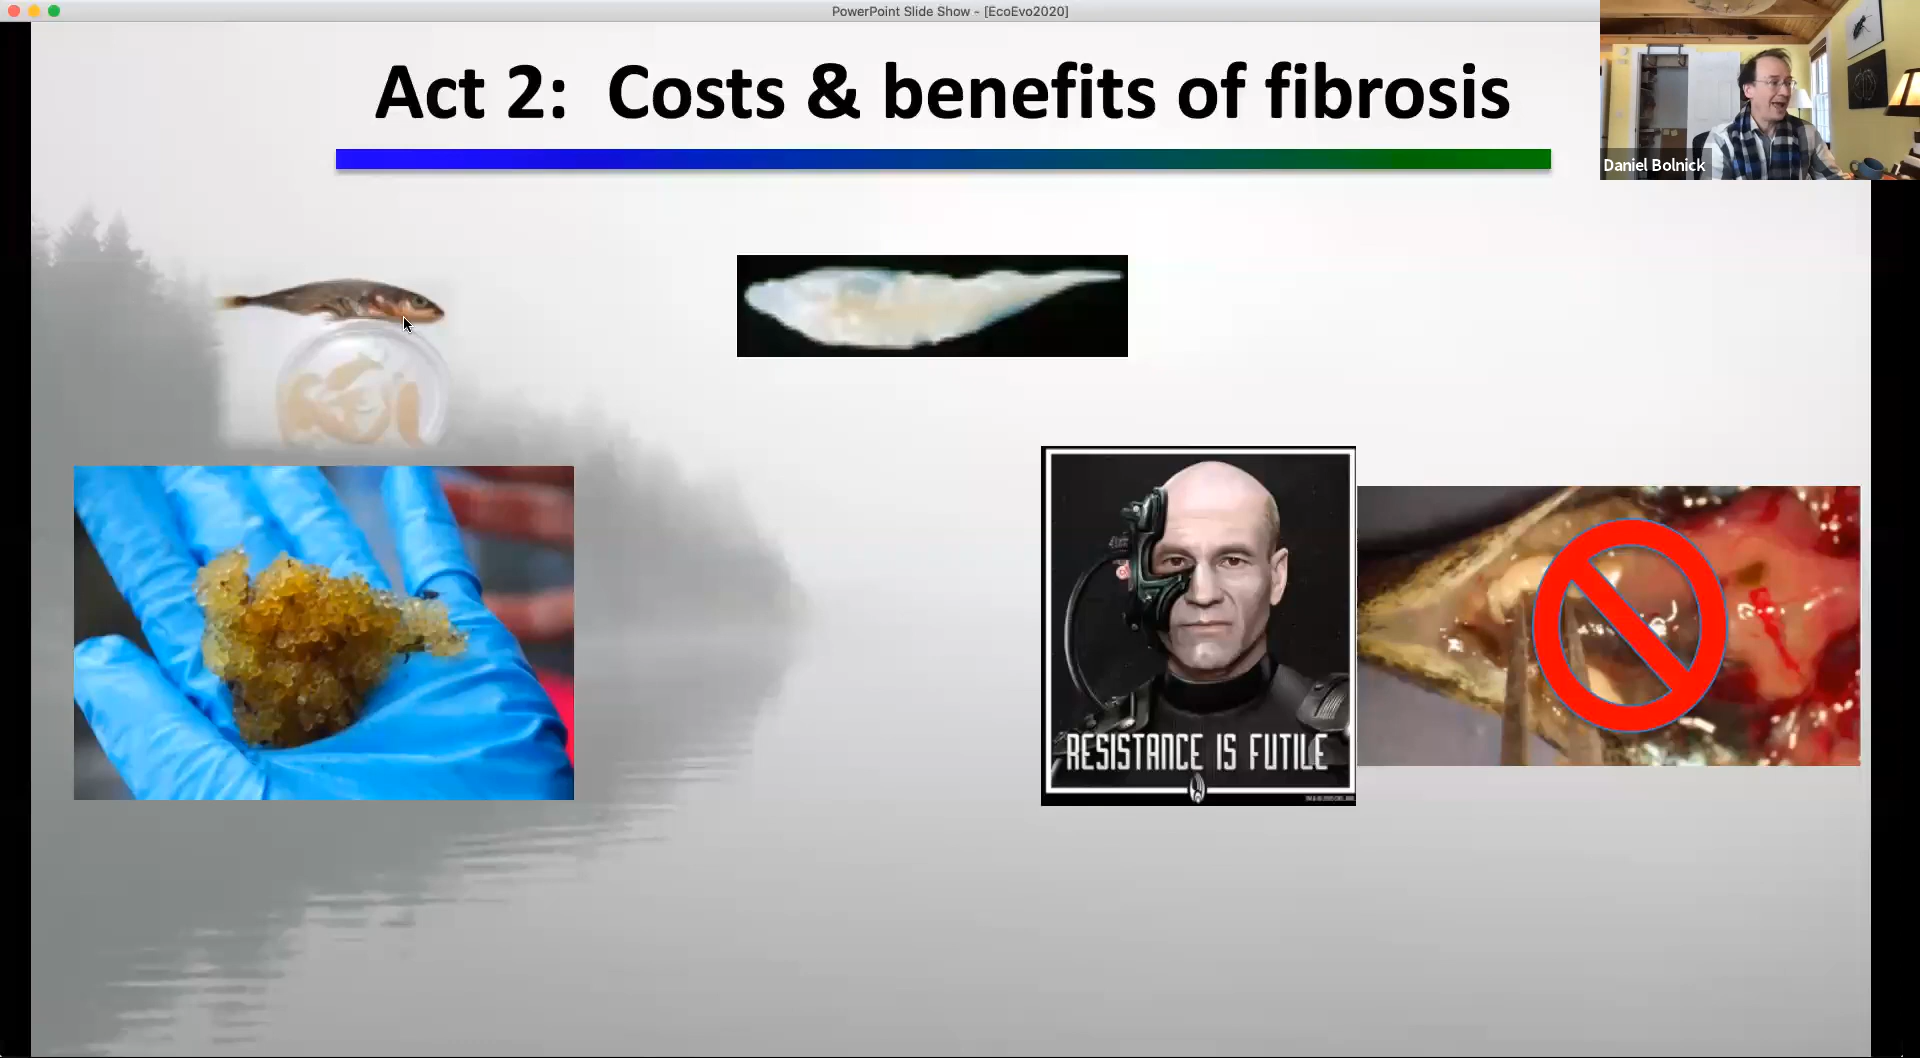 PowerPoint Slide Show - [EcoEvo2020]
Act 2: Costs & benefits of fibrosis
Daniel Bolnick
RESISTANCE IS FUTILE